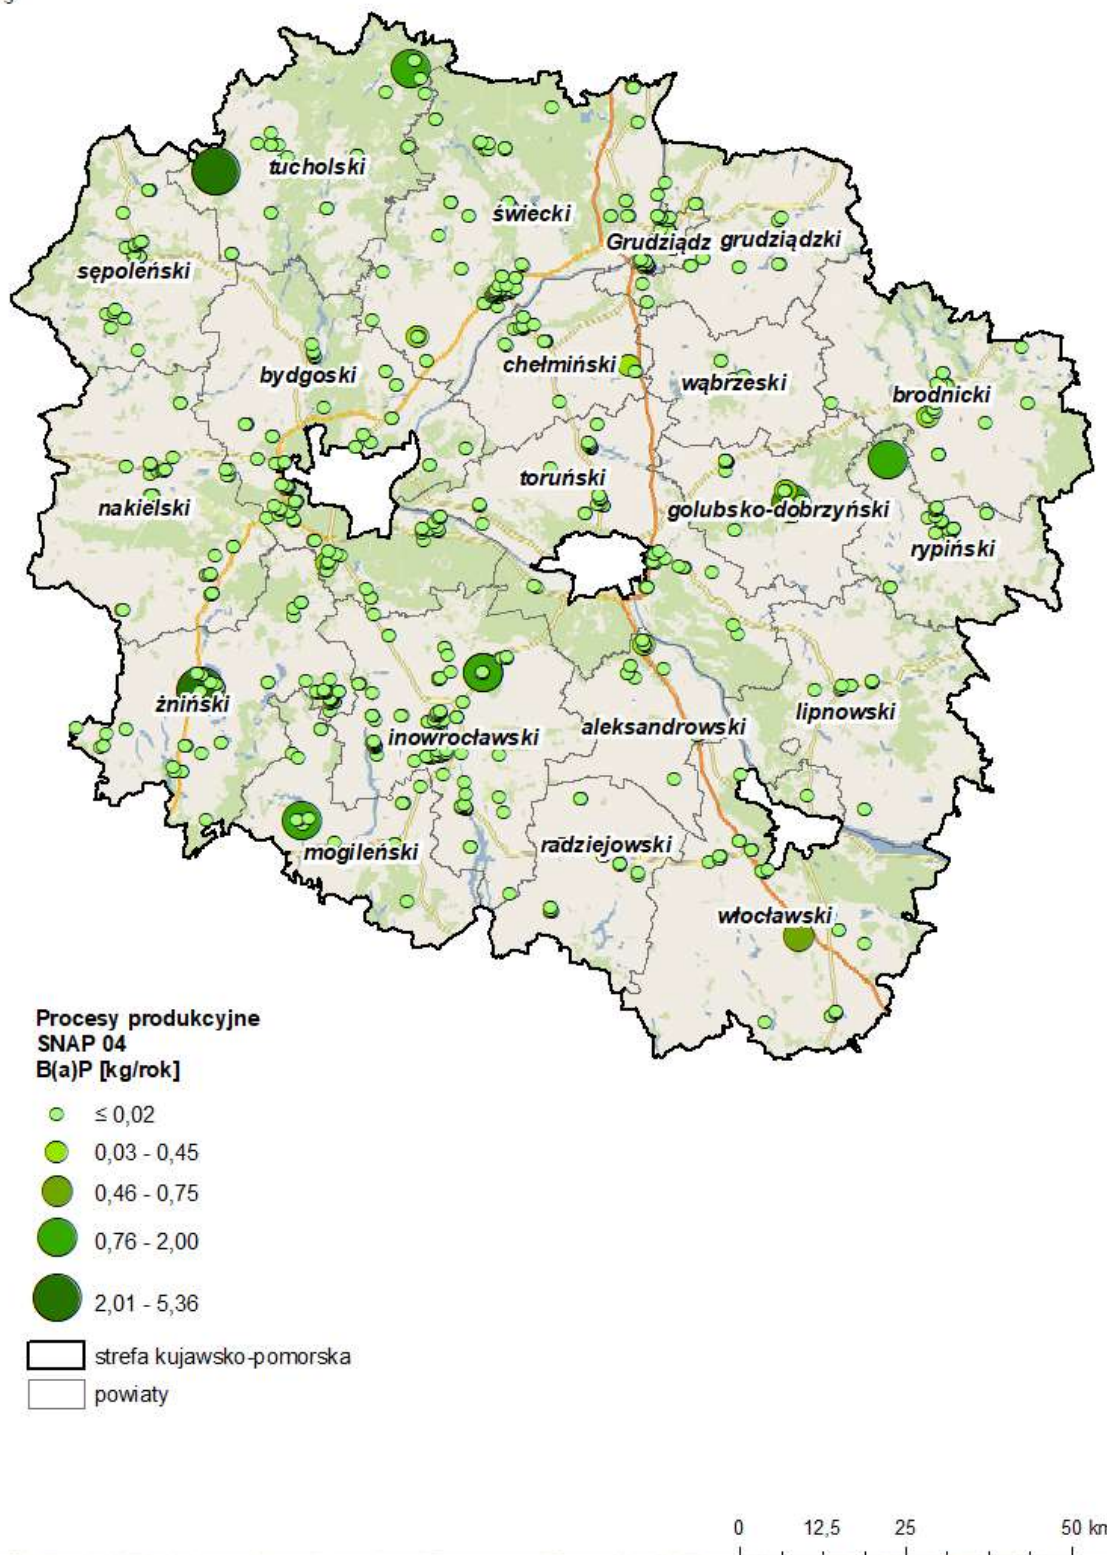 tucholski
świecki
Grudziądz grudziądzki
sępoleński
chełmiński
bydgoski
wąbrzeski
brodnicki
toruński
nakielski
golubsko-dobrzyński
rypiński
żniński
lipnowski
aleksandrowski
inowrocławski
radziejowski
mogileński
włocławski
Procesy produkcyjne
SNAP 04
B(a)P [kg/rok]
≤ 0,02
0,03 - 0,45
0,46 - 0,75
0,76 - 2,00
2,01 - 5,36
strefa kujawsko-pomorska
powiaty
0 12,5 25 50 km